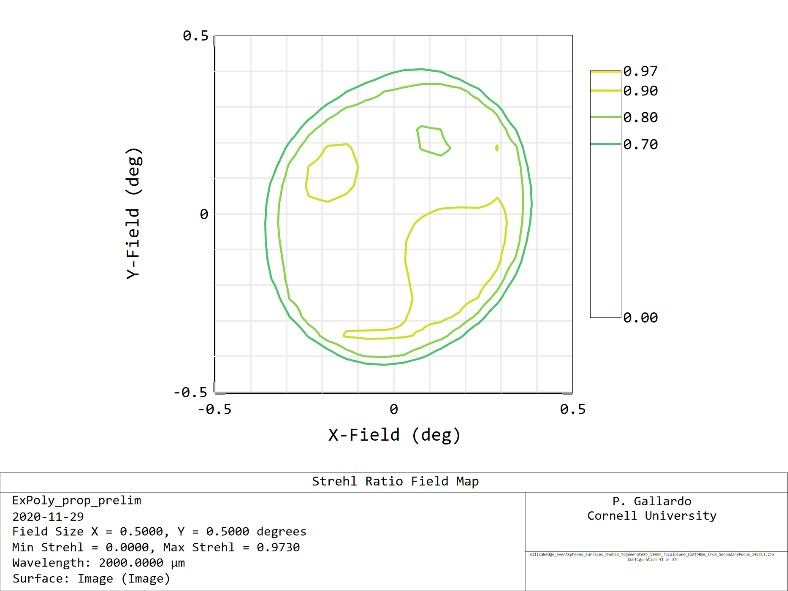 0.5
0
-0.5
-0.5
0
0.5
Y-Field (deg)
X-Field (deg)
0.97
0.90
0.80
0.70
0.00
Strehl Ratio Field Map
ExPoly_prop_prelim
2020-11-29
Field Size X = 0.5000, Y = 0.5000 degrees
Min Strehl = 0.0000, Max Strehl = 0.9730
Wavelength: 2000.0000 µm
Surface: Image (Image)
P. Gallardo
Cornell University
Configuration 41 of 85